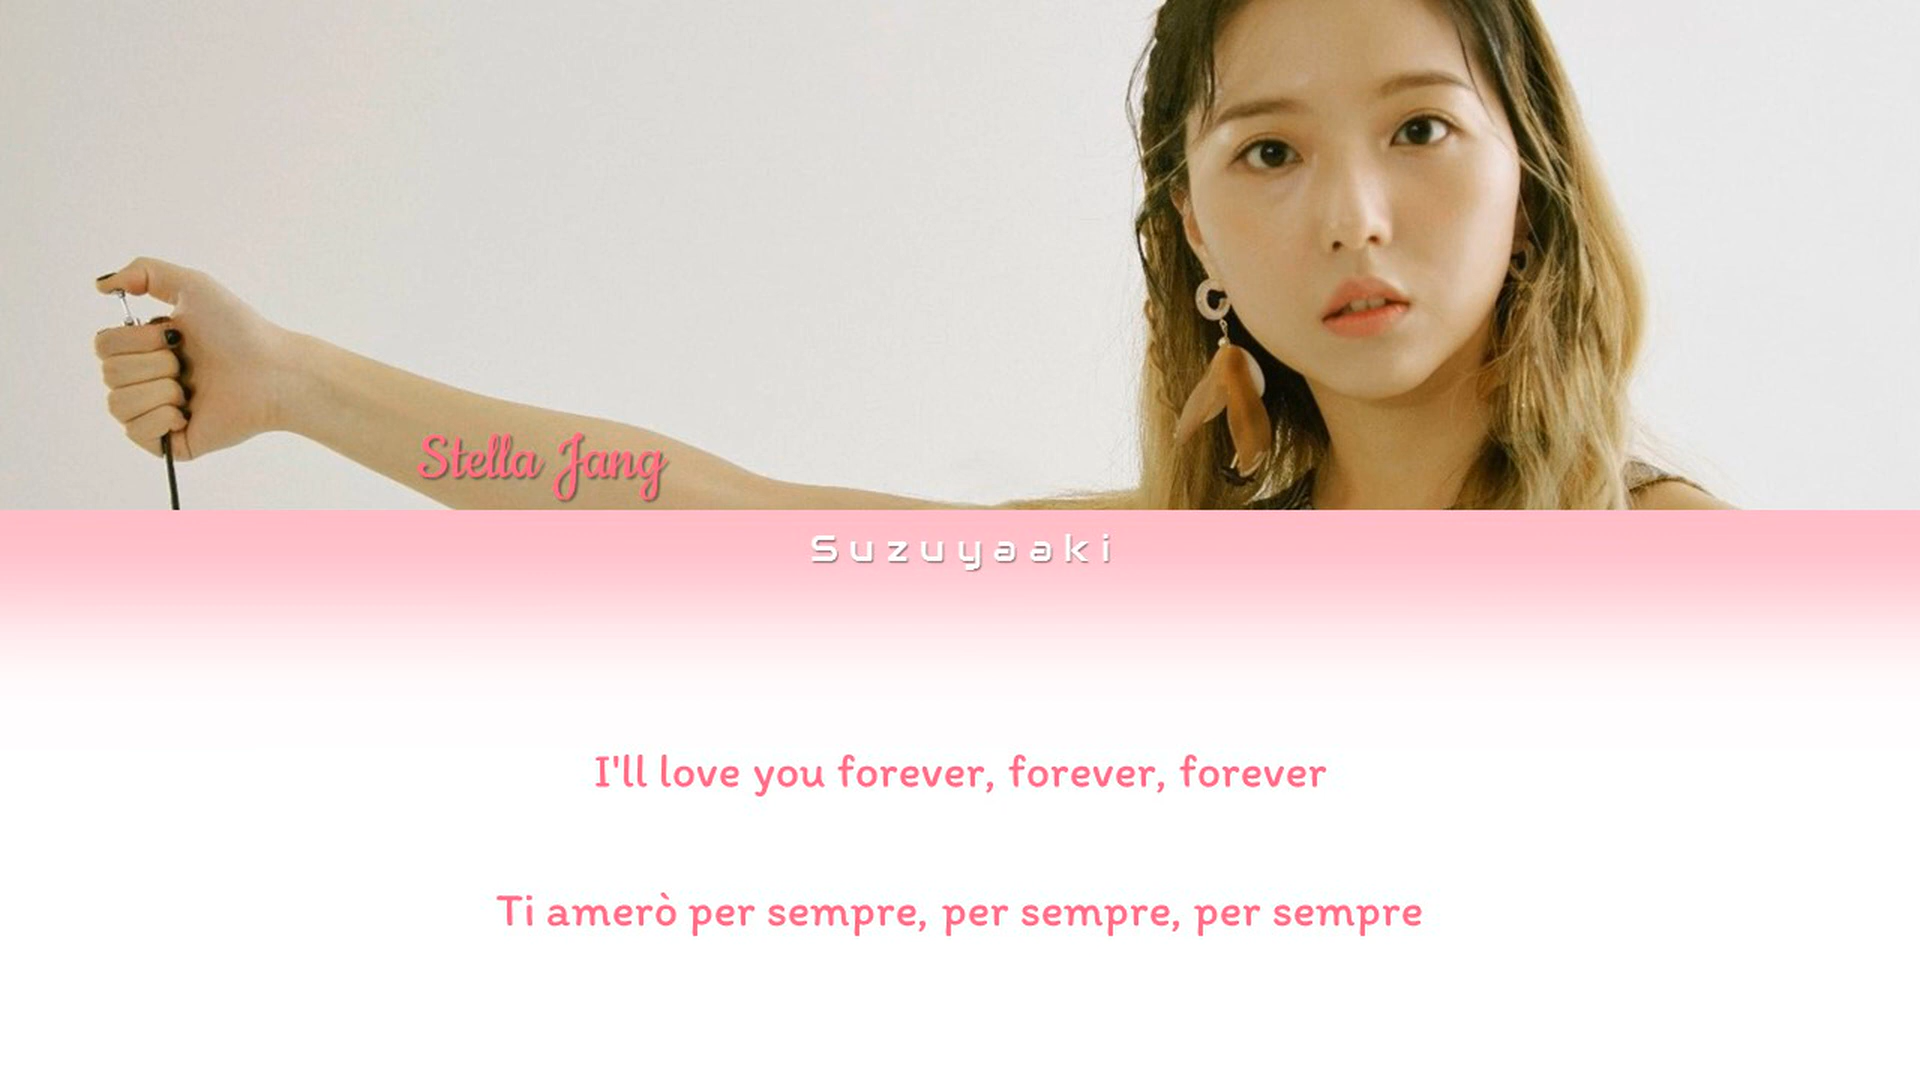 Stella Jang
Suzuyaaki
I'll love you forever, forever, forever
Ti amerò per sempre, per sempre, per sempre